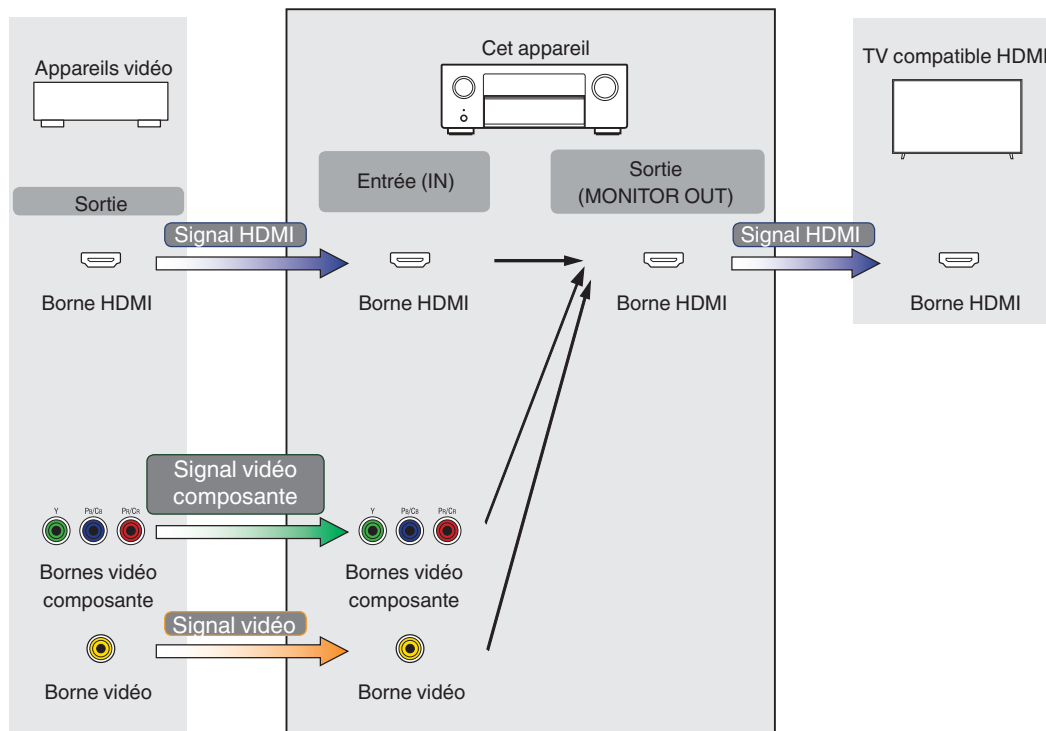 Cet appareil
Appareils vidéo
TV compatible HDMI
Entrée (IN)
Sortie
(MONITOR OUT)
Sortie
Signal HDMI
Signal HDMI
Borne HDMI
Borne HDMI
Borne HDMI
Borne HDMI
Signal vidéo
composante
Y
PB/CB
PR/CR
Y
PB/CB
PR/CR
Bornes vidéo
composante
Bornes vidéo
composante
Signal vidéo
Borne vidéo
Borne vidéo